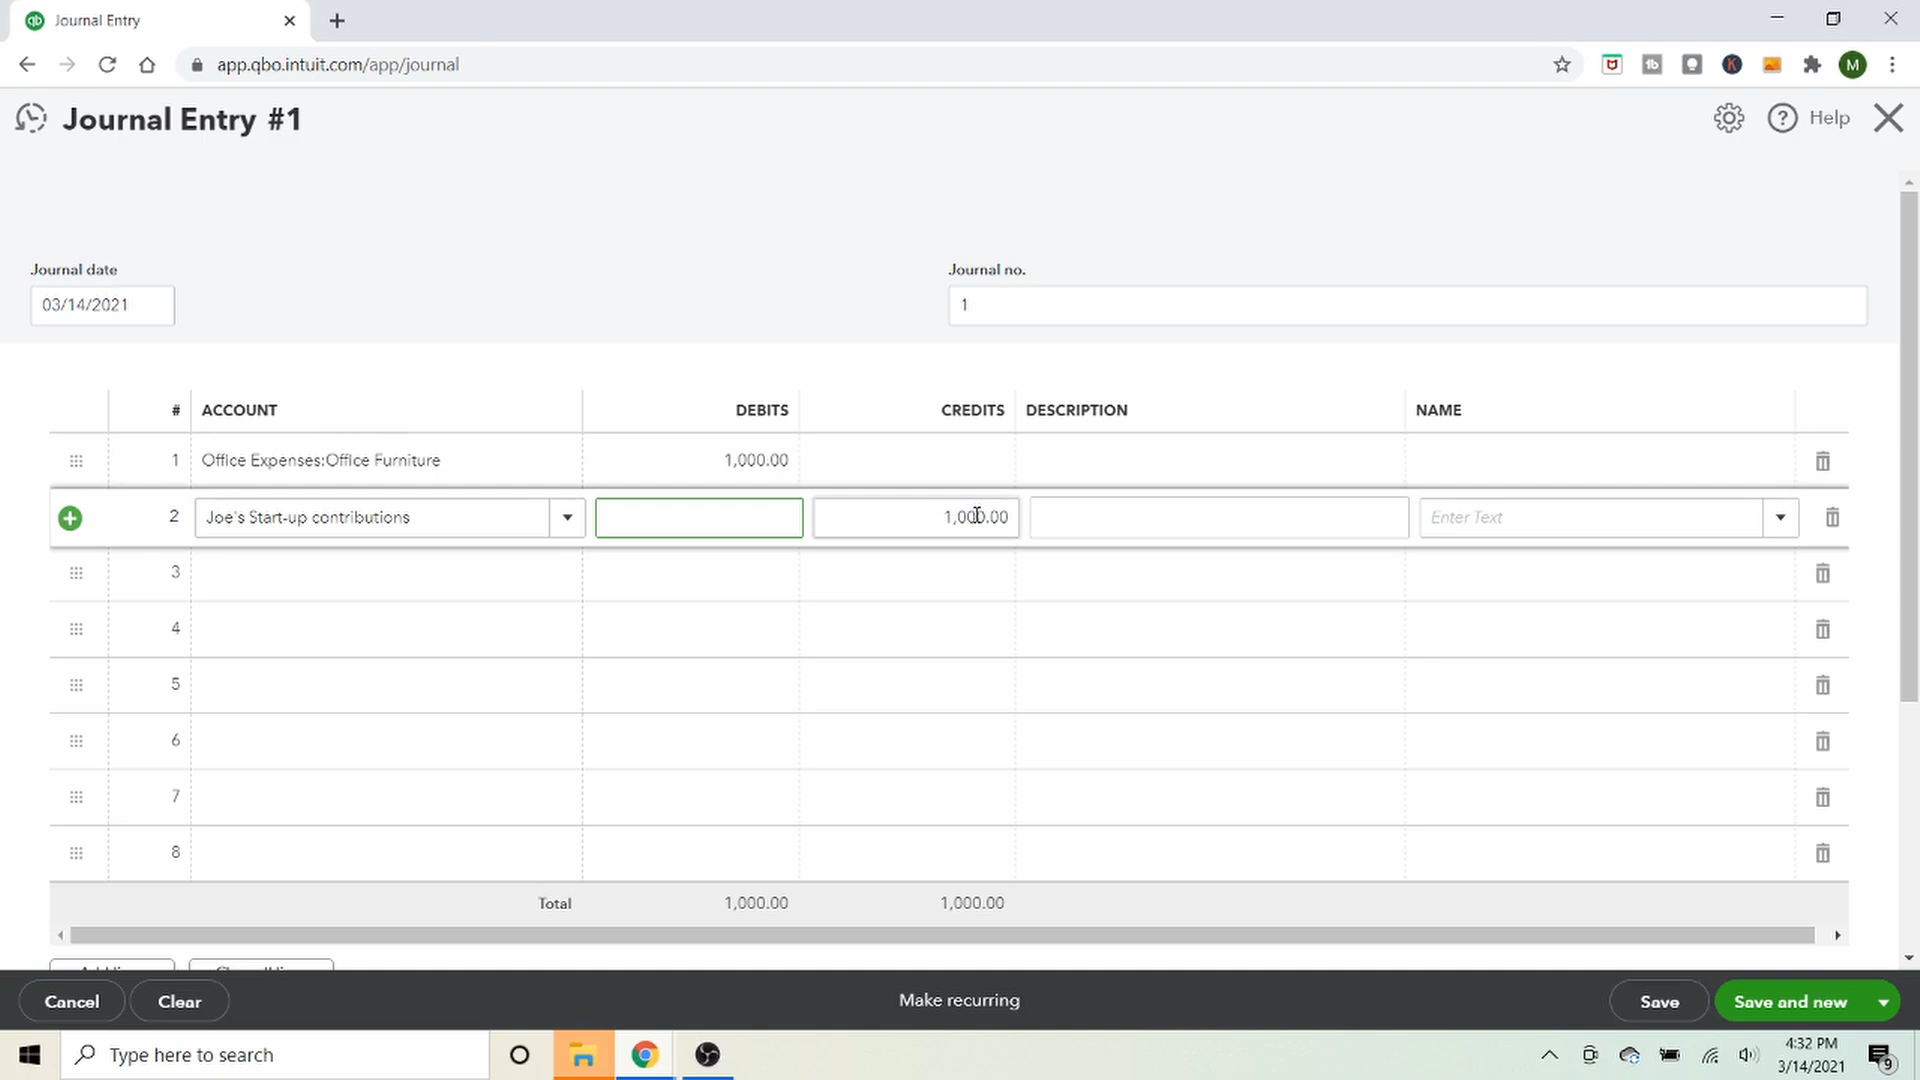 Journal Entry
app.qbo.intuit.com/app/journal
M
Journal Entry #1
Help
Journal date
Journal no.
03/14/2021
1
# ACCOUNT DEBITS CREDITS DESCRIPTION NAME
1 Office Expenses:Office Furniture 1,000.00
2 Joe's Start-up contributions 1,000.00 Enter Text
3
4
5
6
7
8
Total 1,000.00 1,000.00
Cancel Clear Make recurring Save Save and new
Type here to search
4:32 PM
3/14/2021
9